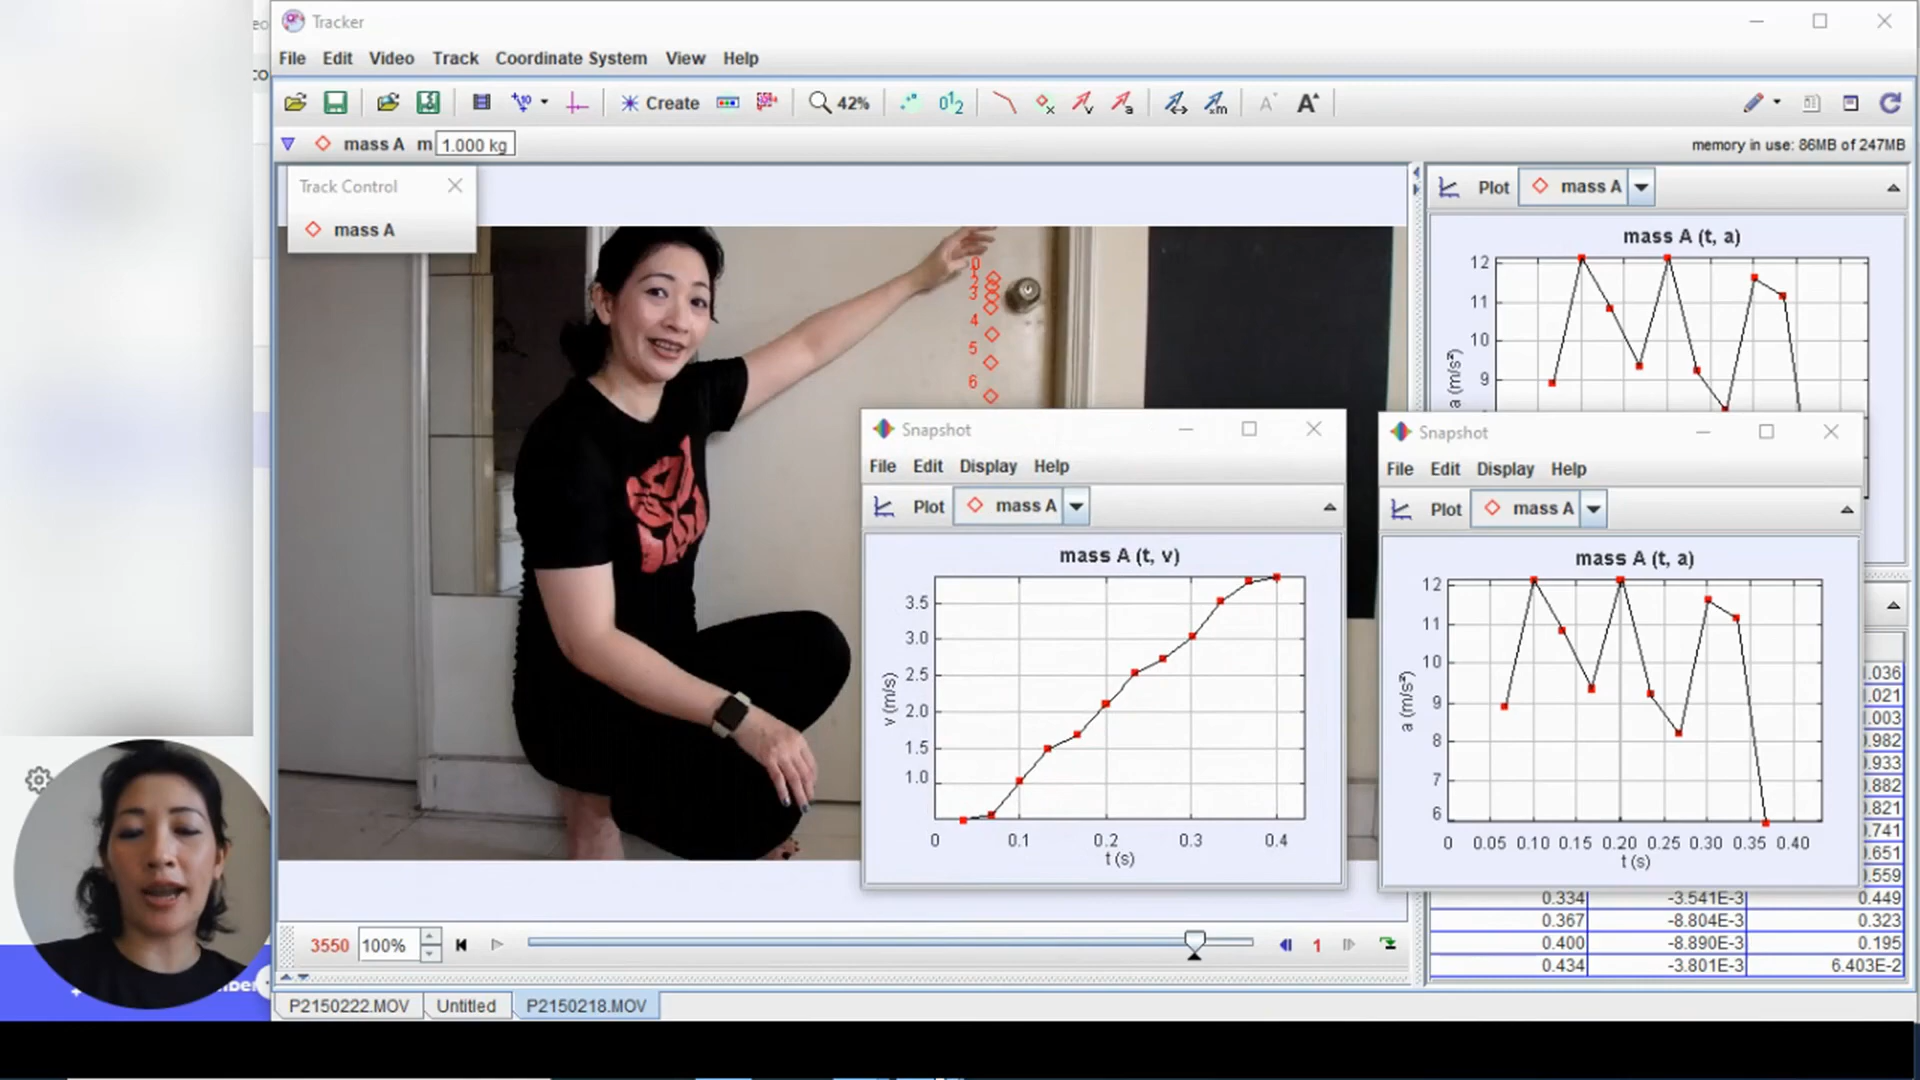 Tracker
File Edit Video Track Coordinate System View Help
Create 42%
mass A m 1.000 kg
memory in use: 86MB of 247MB
Track Control
mass A
Plot mass A
mass A (t, a)
12
11
10
9
a (m/s²)
0
1
2
3
4
5
6
Snapshot
File Edit Display Help
Plot mass A
mass A (t, v)
3.5
3.0
2.5
2.0
1.5
1.0
v (m/s)
0 0.1 0.2 0.3 0.4
t (s)
Snapshot
File Edit Display Help
Plot mass A
mass A (t, a)
12
11
10
9
8
7
6
a (m/s²)
0 0.05 0.10 0.15 0.20 0.25 0.30 0.35 0.40
t (s)
.036
.021
.003
.982
.933
.882
.821
.741
.651
.559
0.334 -3.541E-3 0.449
0.367 -8.804E-3 0.323
0.400 -8.890E-3 0.195
0.434 -3.801E-3 6.403E-2
3550 100% 1
P2150222.MOV Untitled P2150218.MOV